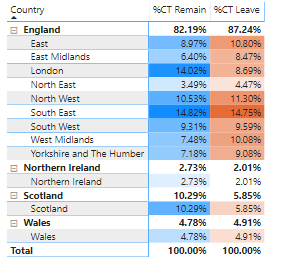 Country %CT Remain %CT Leave
England 82.19% 87.24%
East 8.97% 10.80%
East Midlands 6.40% 8.47%
London 14.02% 8.69%
North East 3.49% 4.47%
North West 10.53% 11.30%
South East 14.82% 14.75%
South West 9.31% 9.59%
West Midlands 7.48% 10.08%
Yorkshire and The Humber 7.18% 9.08%
Northern Ireland 2.73% 2.01%
Northern Ireland 2.73% 2.01%
Scotland 10.29% 5.85%
Scotland 10.29% 5.85%
Wales 4.78% 4.91%
Wales 4.78% 4.91%
Total 100.00% 100.00%